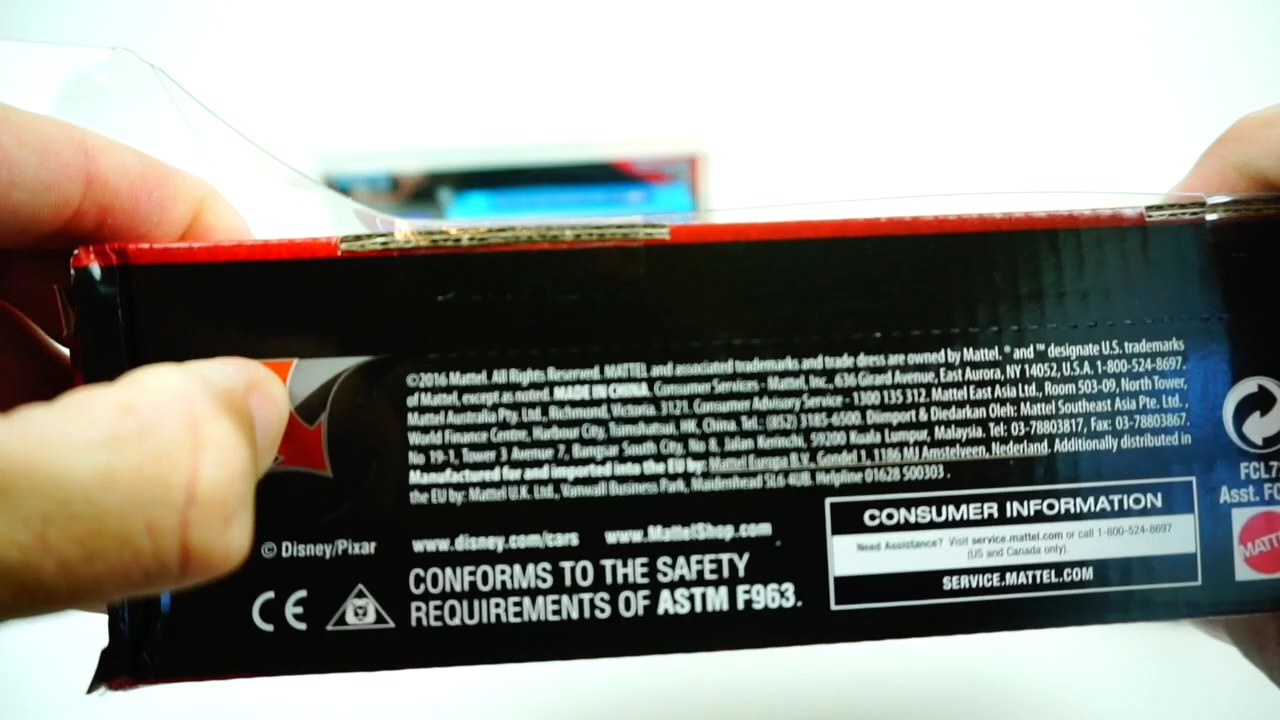 ©2016 Mattel. All Rights Reserved. MATTEL and associated trademarks and trade dress are owned by Mattel. ® and ™ designate U.S. trademarks
of Mattel, except as noted. MADE IN CHINA. Consumer Services - Mattel, Inc., 636 Girard Avenue, East Aurora, NY 14052, U.S.A. 1-800-524-8697.
Mattel Australia Pty. Ltd., Richmond, Victoria. 3121. Consumer Advisory Service - 1300 135 312. Mattel East Asia Ltd., Room 503-09, North Tower,
World Finance Centre, Harbour City, Tsimshatsui, HK, China. Tel.: (852) 3185-6500. Diimport & Diedarkan Oleh: Mattel Southeast Asia Pte. Ltd.,
No 19-1, Tower 3 Avenue 7, Bangsar South City, No 8, Jalan Kerinchi, 59200 Kuala Lumpur, Malaysia. Tel: 03-78803817, Fax: 03-78803867.
Manufactured for and imported into the EU by: Mattel Europa B.V., Gondel 1, 1186 MJ Amstelveen, Nederland. Additionally distributed in
the EU by: Mattel U.K. Ltd., Vanwall Business Park, Maidenhead SL6 4UB. Helpline 01628 500303.
© Disney/Pixar
www.disney.com/cars www.MattelShop.com
CE
CONFORMS TO THE SAFETY
REQUIREMENTS OF ASTM F963.
CONSUMER INFORMATION
Need Assistance? Visit service.mattel.com or call 1-800-524-8697
(US and Canada only).
SERVICE.MATTEL.COM
FCL7
Asst. FC
MATT